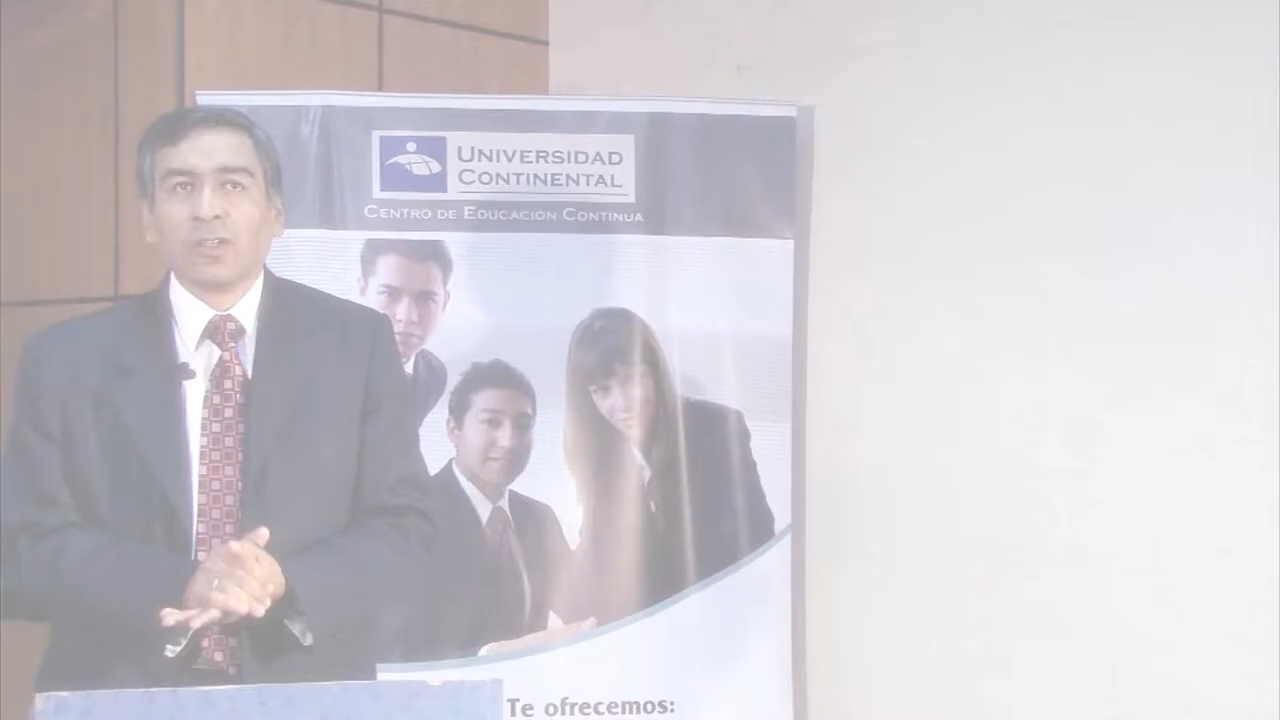 UNIVERSIDAD
CONTINENTAL
CENTRO DE EDUCACIÓN CONTINUA
Te ofrecemos: